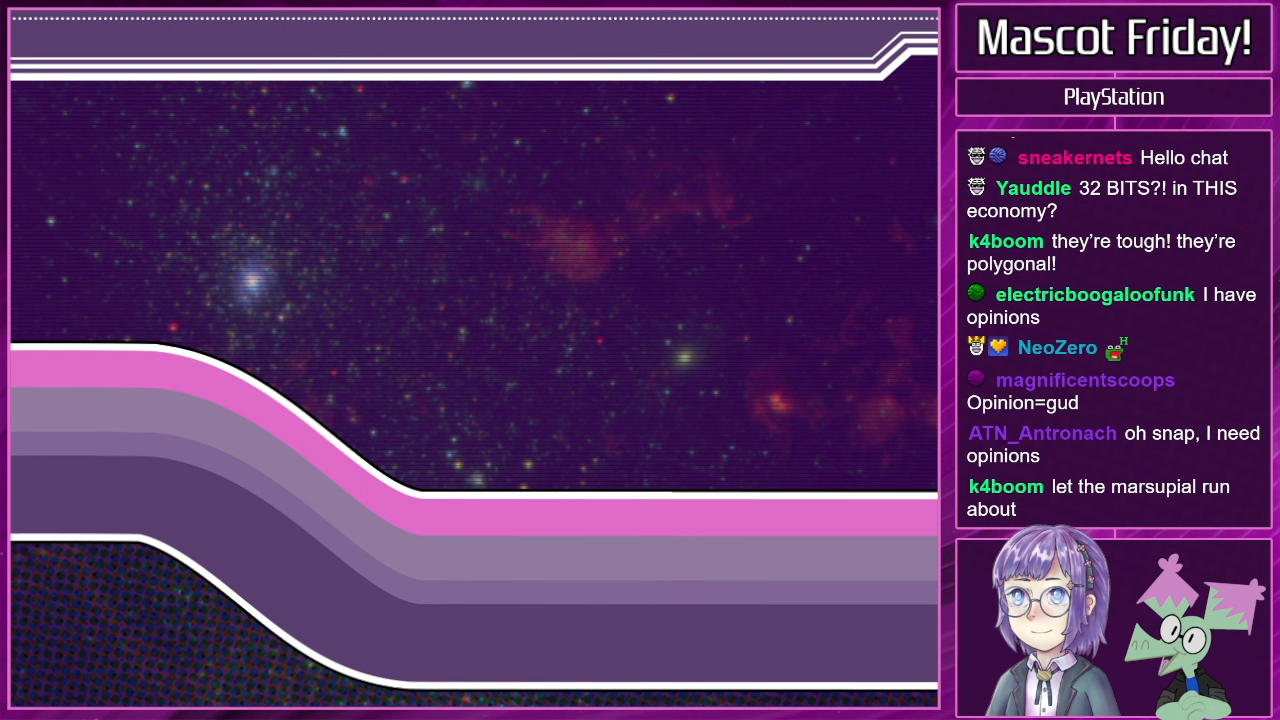 Mascot Friday!
PlayStation
sneakernets Hello chat
Yauddle 32 BITS?! in THIS
economy?
k4boom they’re tough! they’re
polygonal!
electricboogaloofunk I have
opinions
NeoZero H
magnificentscoops
Opinion=gud
ATN_Antronach oh snap, I need
opinions
k4boom let the marsupial run
about